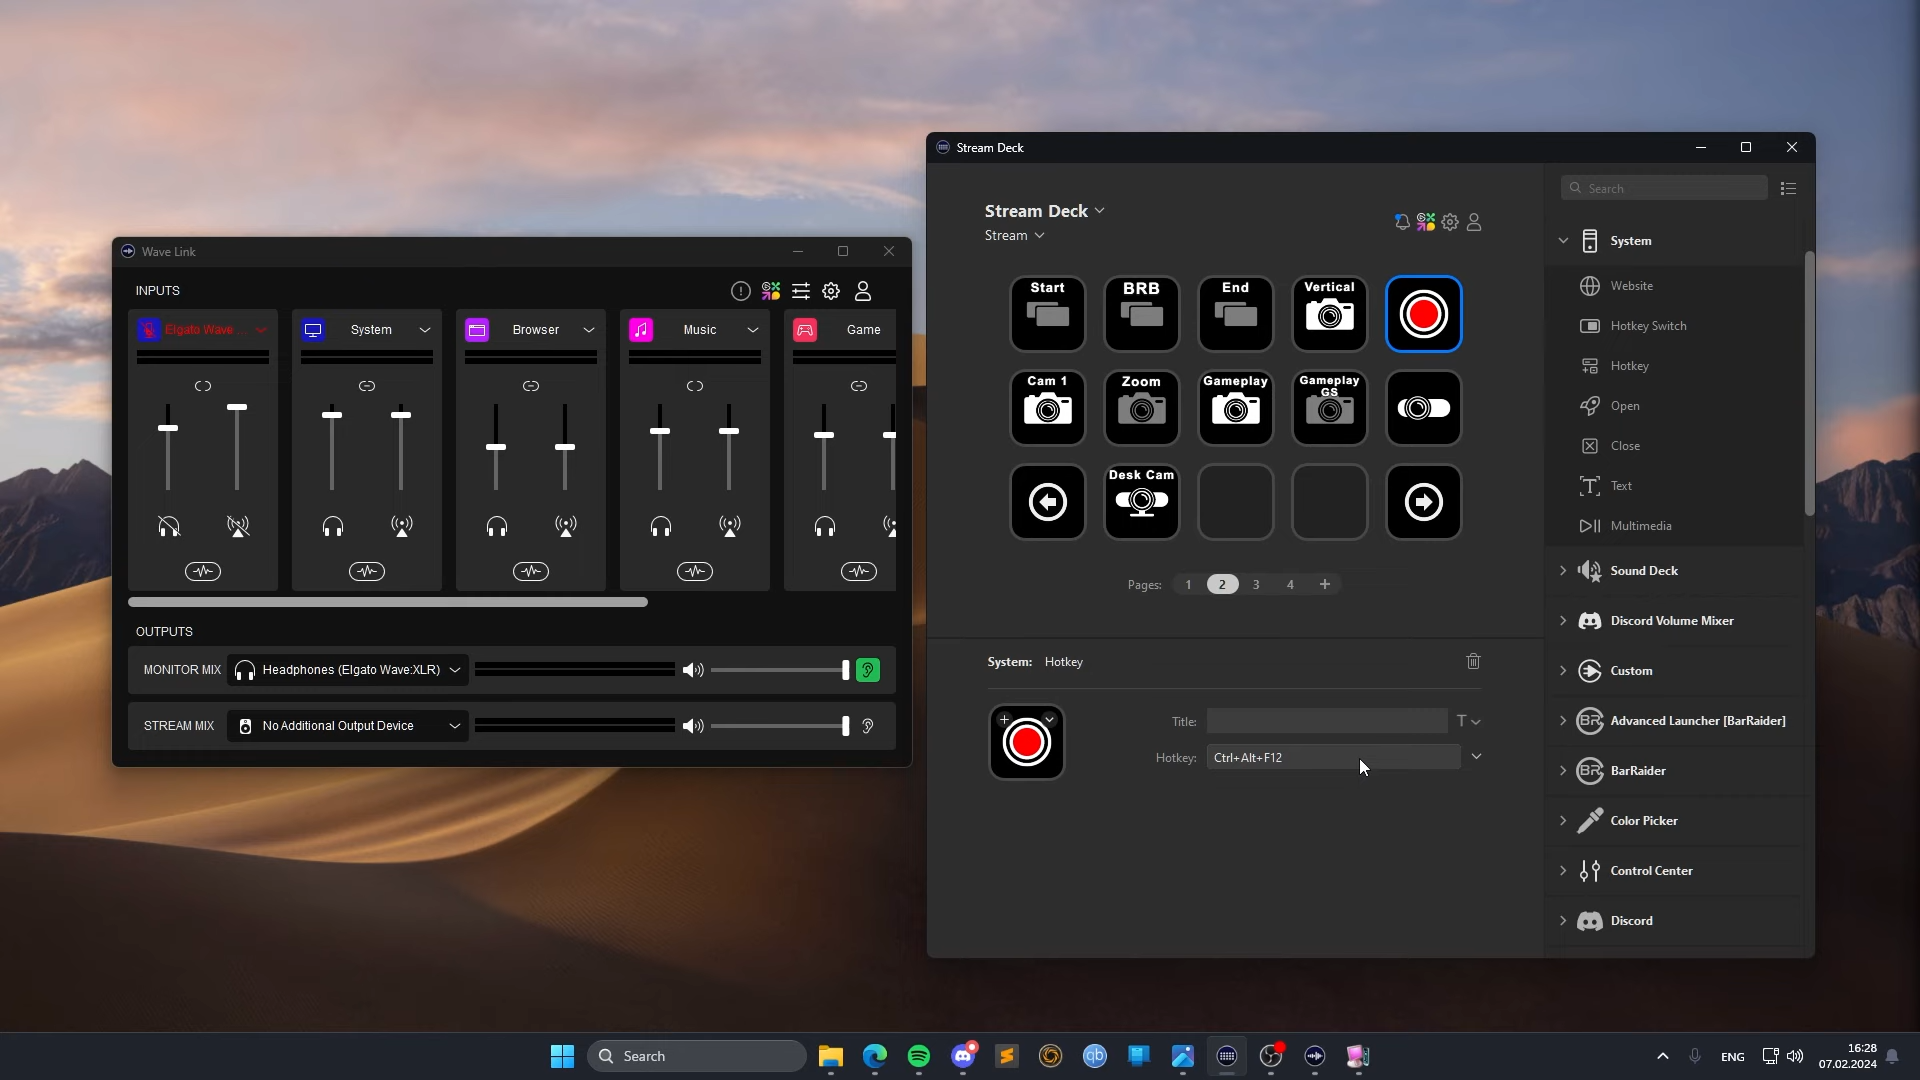 Wave Link
INPUTS
Elgato Wave ...
System
Browser
Music
Game
OUTPUTS
MONITOR MIX
Headphones (Elgato Wave:XLR)
STREAM MIX
No Additional Output Device
Stream Deck
Stream Deck
Stream
Start
BRB
End
Vertical
Cam 1
Zoom
Gameplay
Gameplay
GS
Desk Cam
Pages: 1 2 3 4 +
System: Hotkey
Title:
T
Hotkey: Ctrl+Alt+F12
Search
System
Website
Hotkey Switch
Hotkey
Open
Close
Text
Multimedia
Sound Deck
Discord Volume Mixer
Custom
BR Advanced Launcher [BarRaider]
BR BarRaider
Color Picker
Control Center
Discord
Search
qb
ENG
16:28
07.02.2024